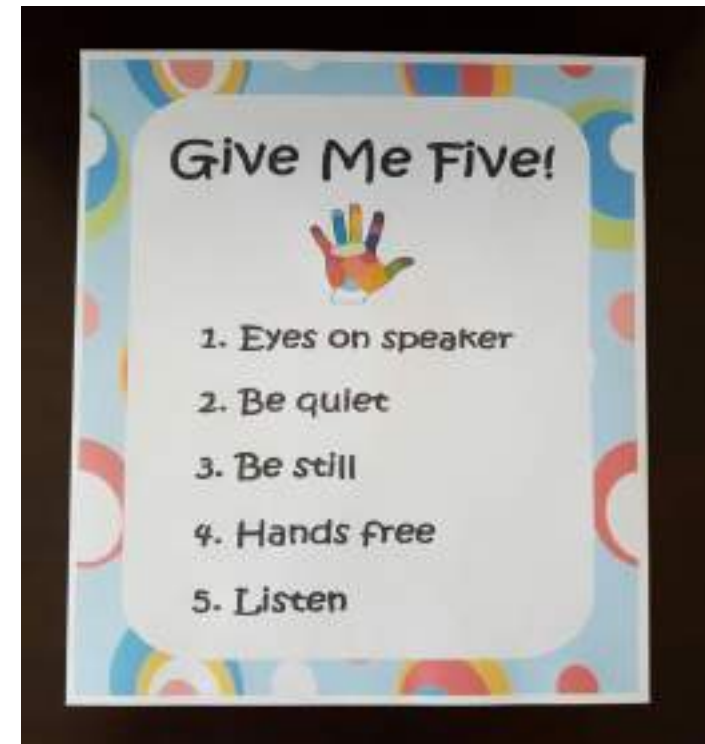 Give Me Five!
1. Eyes on speaker
2. Be quiet
3. Be still
4. Hands free
5. Listen